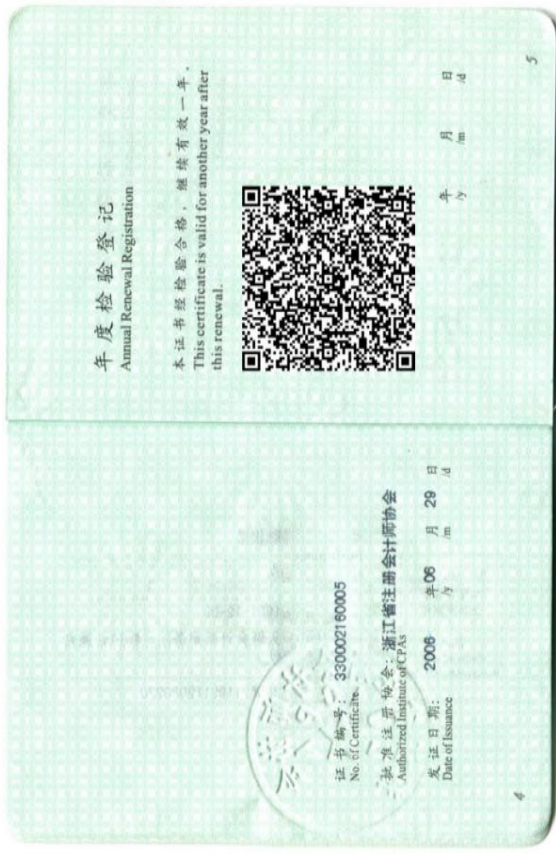 证书编号: 330002160005
No. of Certificate
批准注册协会: 浙江省注册会计师协会
Authorized Institute of CPAs
发证日期: 2006 年 06 月 29 日
Date of Issuance /y /m /d
4
年度检验登记
Annual Renewal Registration
本证书经检验合格，继续有效一年．
This certificate is valid for another year after
this renewal.
年 月 日
/y /m /d
5